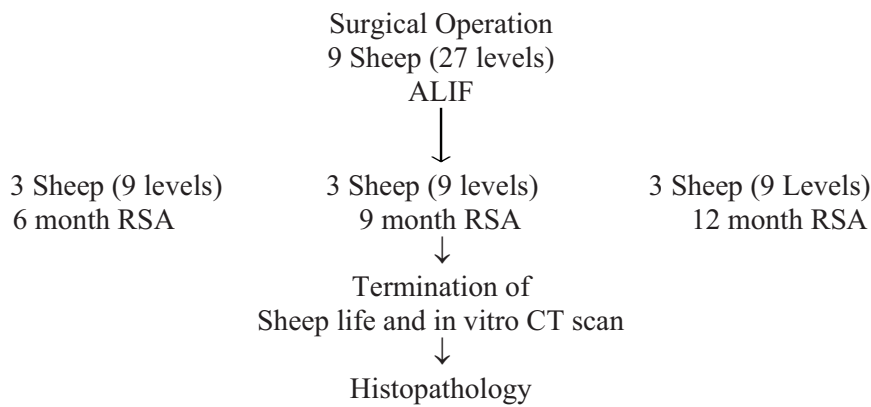 Surgical Operation
9 Sheep (27 levels)
ALIF
3 Sheep (9 levels)
6 month RSA
3 Sheep (9 levels)
9 month RSA
3 Sheep (9 Levels)
12 month RSA
Termination of
Sheep life and in vitro CT scan
Histopathology